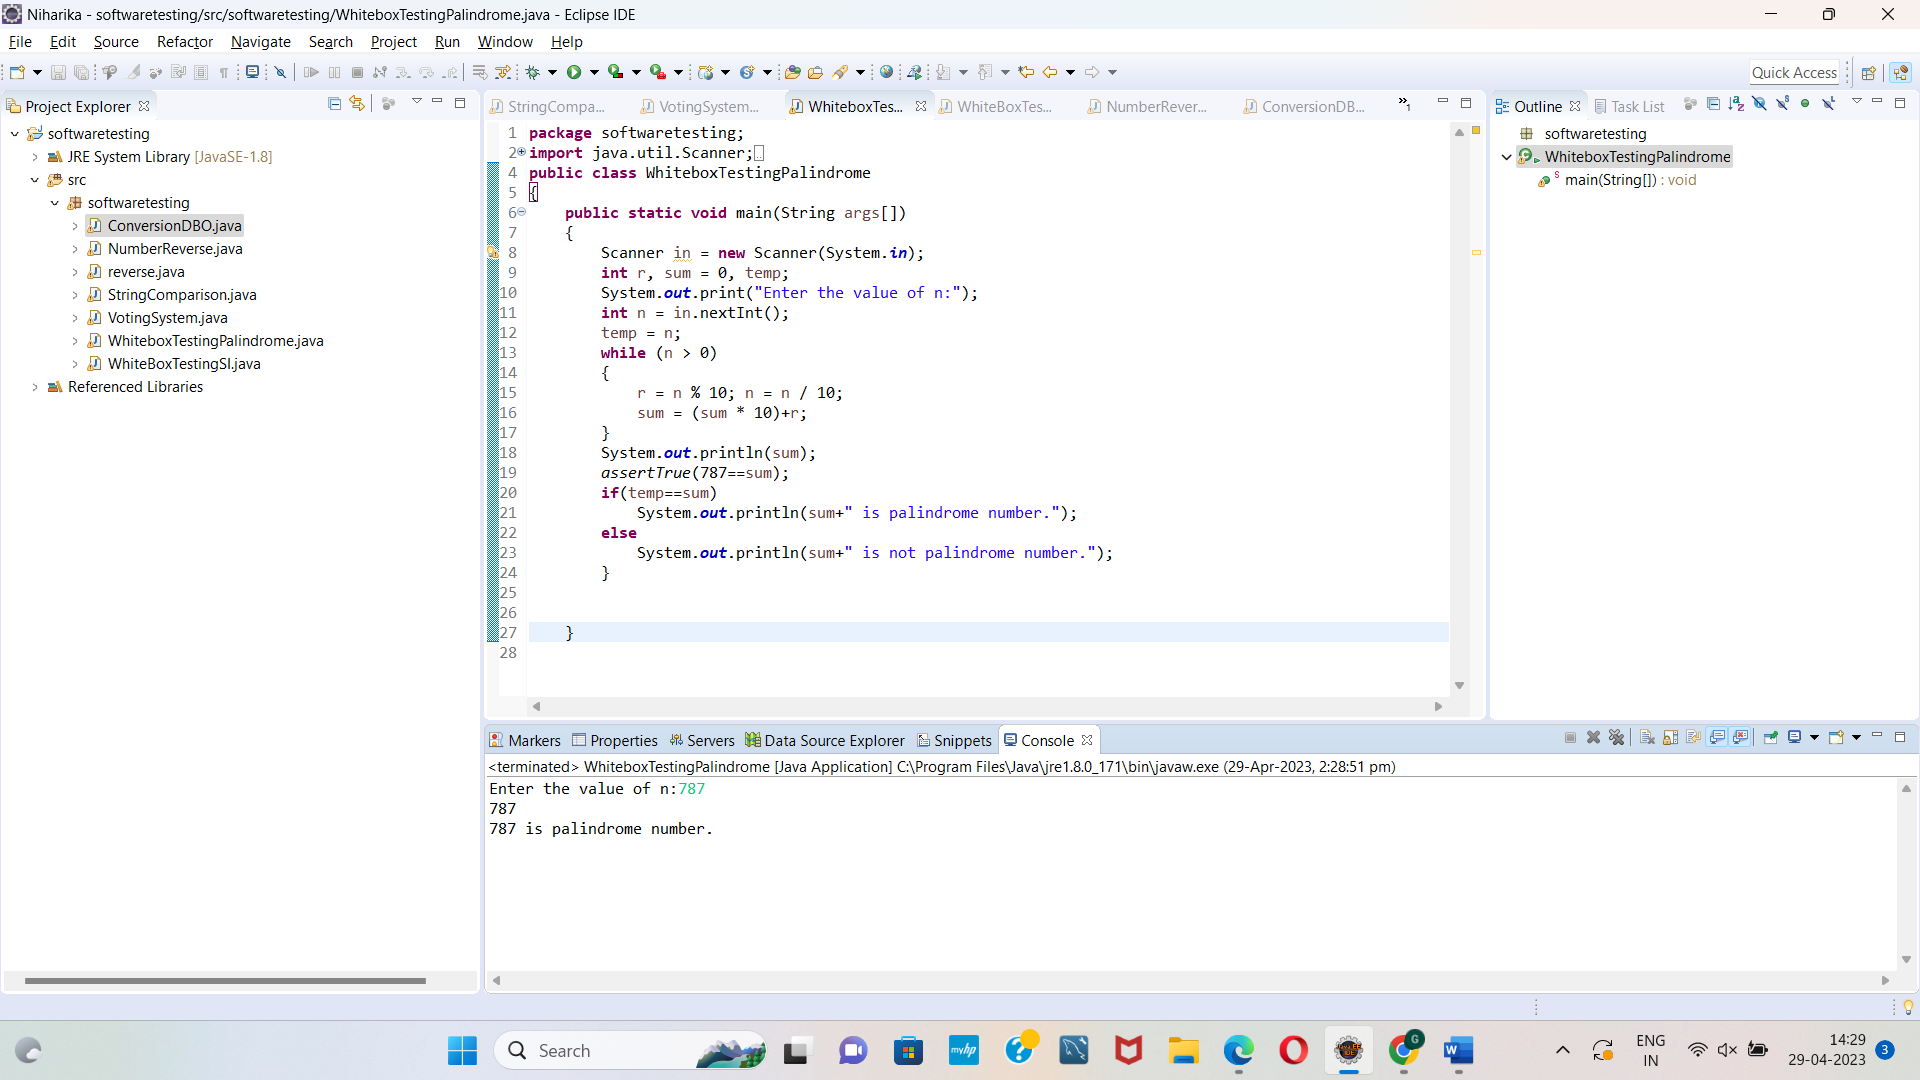 Niharika - softwaretesting/src/softwaretesting/WhiteboxTestingPalindrome.java - Eclipse IDE
File Edit Source Refactor Navigate Search Project Run Window Help
Quick Access
Project Explorer
softwaretesting
JRE System Library [JavaSE-1.8]
src
softwaretesting
ConversionDBO.java
NumberReverse.java
reverse.java
StringComparison.java
VotingSystem.java
WhiteboxTestingPalindrome.java
WhiteBoxTestingSI.java
Referenced Libraries
StringCompa... VotingSystem... WhiteboxTes... WhiteBoxTes... NumberRever... ConversionDB... »1
1 package softwaretesting;
2 import java.util.Scanner;
4 public class WhiteboxTestingPalindrome
5 {
6 public static void main(String args[])
7 {
8 Scanner in = new Scanner(System.in);
9 int r, sum = 0, temp;
10 System.out.print("Enter the value of n:");
11 int n = in.nextInt();
12 temp = n;
13 while (n > 0)
14 {
15 r = n % 10; n = n / 10;
16 sum = (sum * 10)+r;
17 }
18 System.out.println(sum);
19 assertTrue(787==sum);
20 if(temp==sum)
21 System.out.println(sum+" is palindrome number.");
22 else
23 System.out.println(sum+" is not palindrome number.");
24 }
25
26
27 }
28
Outline Task List
softwaretesting
WhiteboxTestingPalindrome
main(String[]) : void
Markers Properties Servers Data Source Explorer Snippets Console
<terminated> WhiteboxTestingPalindrome [Java Application] C:\Program Files\Java\jre1.8.0_171\bin\javaw.exe (29-Apr-2023, 2:28:51 pm)
Enter the value of n:787
787
787 is palindrome number.
Search
myhp
ENG
IN
14:29
29-04-2023
3